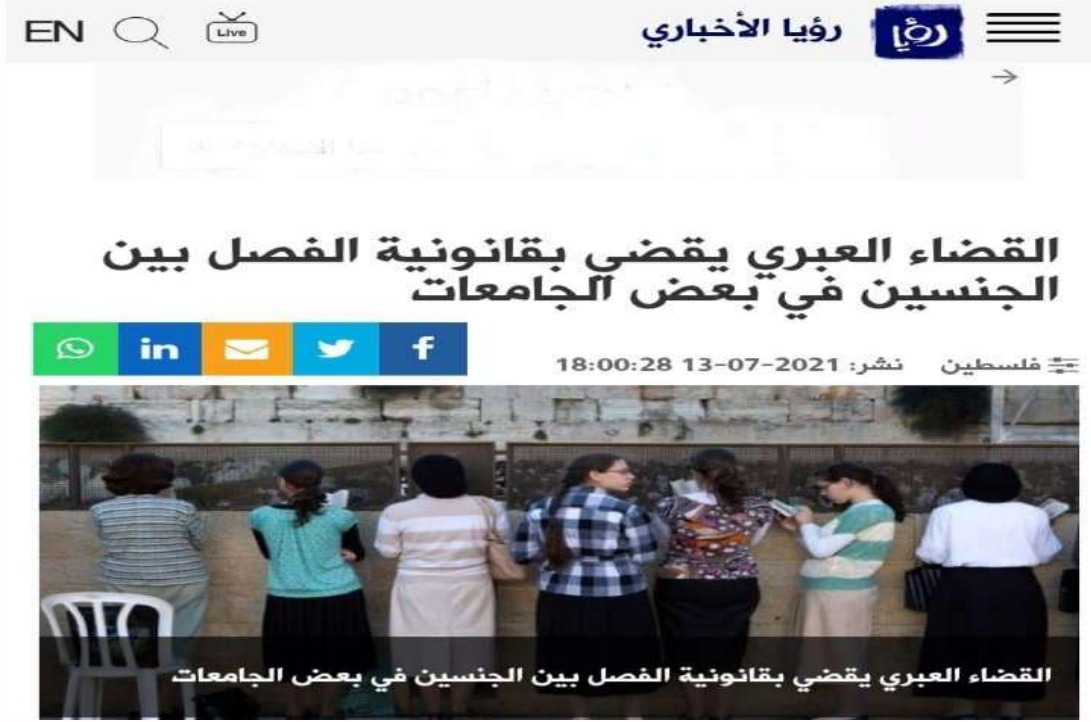 EN Live رؤيا الأخباري رؤيا
القضاء العبري يقضي بقانونية الفصل بين
الجنسين في بعض الجامعات
فلسطين نشر: 2021-07-13 18:00:28
in f
القضاء العبري يقضي بقانونية الفصل بين الجنسين في بعض الجامعات